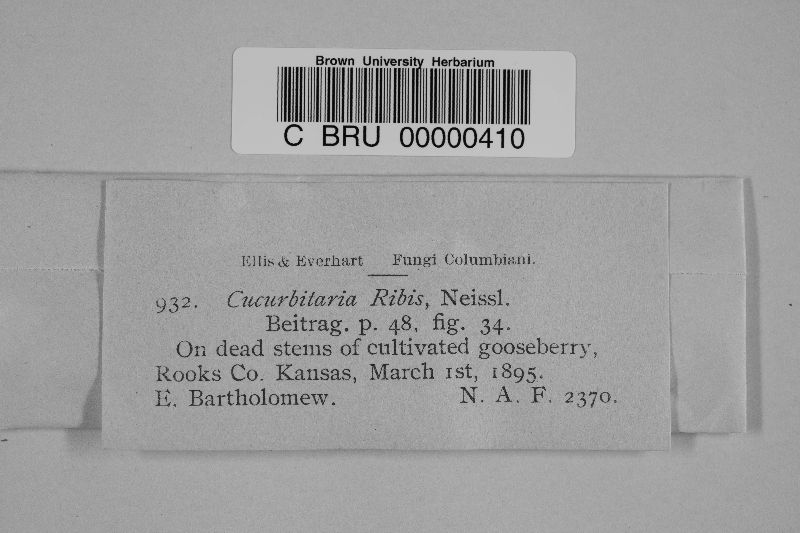 Brown University Herbarium
C BRU 00000410
Ellis & Everhart Fungi Columbiani.
932. Cucurbitaria Ribis, Neissl.
Beitrag. p. 48, fig. 34.
On dead stems of cultivated gooseberry,
Rooks Co. Kansas, March 1st, 1895.
E. Bartholomew. N. A. F. 2370.